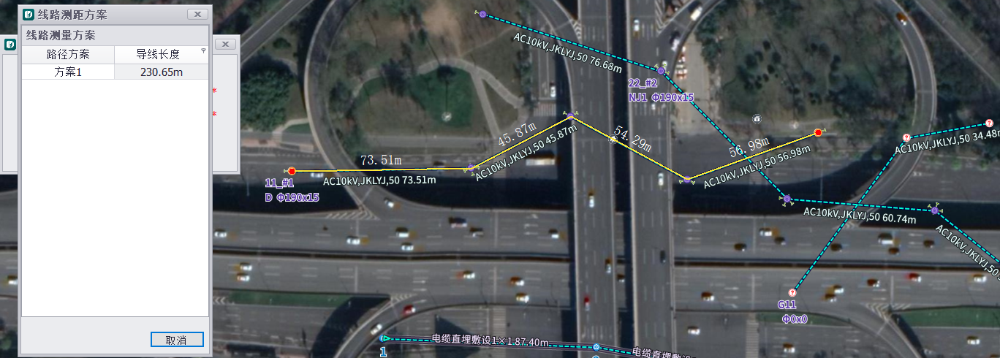 线路测距方案
线路测量方案
路径方案
导线长度
方案1
230.65m
取消
*
*
AC10kV,JKLYJ,50 76.68m
22_#2
NJ1 Φ190x15
73.51m
AC10kV,JKLYJ,50 73.51m
45.87m
AC10kV,JKLYJ,50 45.87m
54.29m
56.98m
AC10kV,JKLYJ,50 56.98m
AC10kV,JKLYJ,50 34.48m
11_#1
D Φ190x15
AC10kV,JKLYJ,50 60.74m
AC10kV,JKLYJ,50
G11
Φ0x0
电缆直埋敷设1×1.87.40m
1
电缆直埋敷设